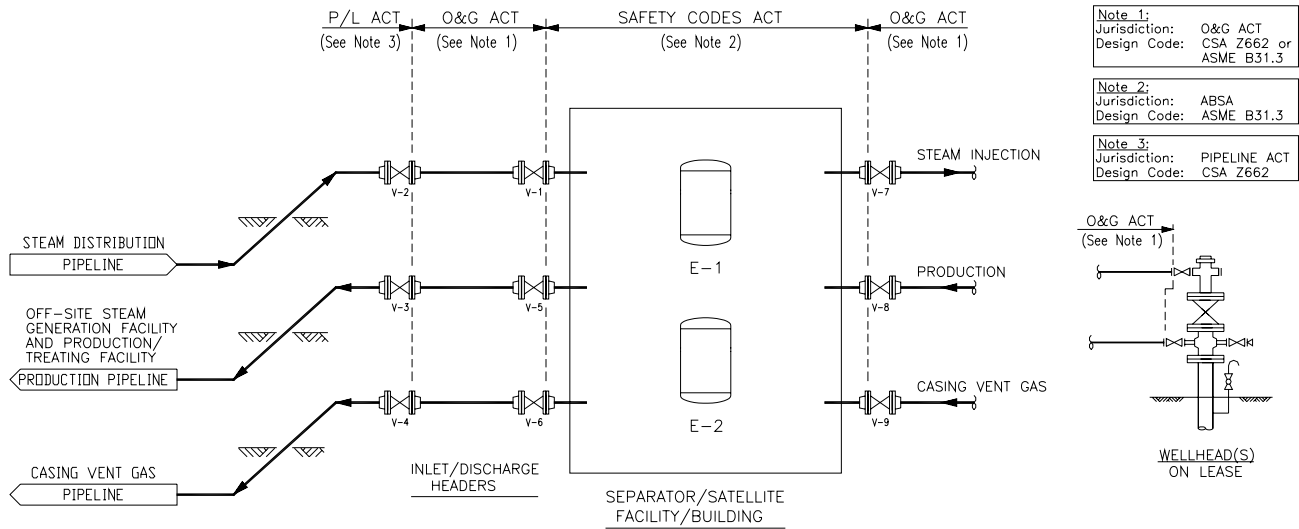 P/L ACT
(See Note 3)
O&G ACT
(See Note 1)
SAFETY CODES ACT
(See Note 2)
O&G ACT
(See Note 1)
Note 1:
Jurisdiction: O&G ACT
Design Code: CSA Z662 or
ASME B31.3
Note 2:
Jurisdiction: ABSA
Design Code: ASME B31.3
Note 3:
Jurisdiction: PIPELINE ACT
Design Code: CSA Z662
STEAM DISTRIBUTION
PIPELINE
V-2
V-1
E-1
V-7
STEAM INJECTION
OFF-SITE STEAM
GENERATION FACILITY
AND PRODUCTION/
TREATING FACILITY
PRODUCTION PIPELINE
V-3
V-5
V-8
PRODUCTION
CASING VENT GAS
PIPELINE
V-4
V-6
E-2
V-9
CASING VENT GAS
INLET/DISCHARGE
HEADERS
SEPARATOR/SATELLITE
FACILITY/BUILDING
O&G ACT
(See Note 1)
WELLHEAD(S)
ON LEASE